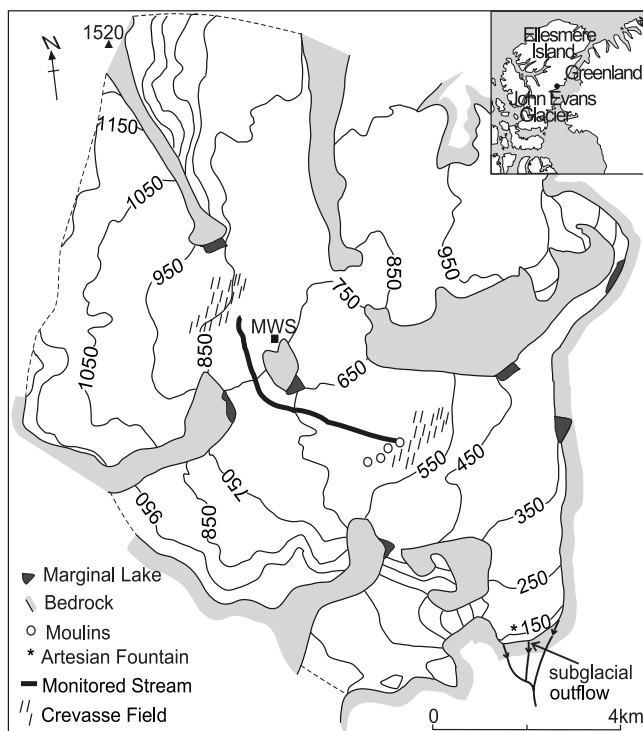 N
1520
Ellesmere
Island
Greenland
John Evans
Glacier
1150
1050
950
850
1050
MWS
750
850
950
650
550
450
350
250
*150
950
850
750
subglacial
outflow
Marginal Lake
Bedrock
Moulins
* Artesian Fountain
Monitored Stream
Crevasse Field
0 4km